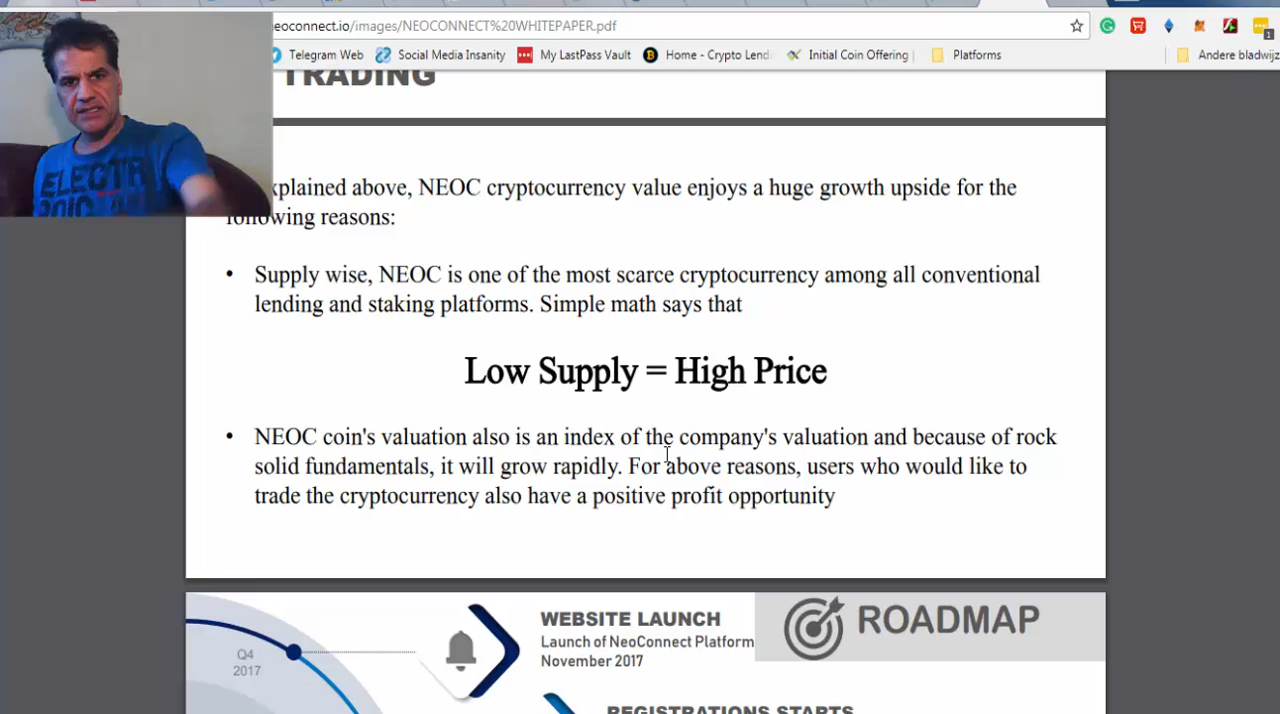 neoconnect.io/images/NEOCONNECT%20WHITEPAPER.pdf
Telegram Web
Social Media Insanity
My LastPass Vault
Home - Crypto Lend
Initial Coin Offering |
Platforms
Andere bladwijz
1
TRADING
xplained above, NEOC cryptocurrency value enjoys a huge growth upside for the
following reasons:
• Supply wise, NEOC is one of the most scarce cryptocurrency among all conventional
lending and staking platforms. Simple math says that
Low Supply = High Price
• NEOC coin's valuation also is an index of the company's valuation and because of rock
solid fundamentals, it will grow rapidly. For above reasons, users who would like to
trade the cryptocurrency also have a positive profit opportunity
ROADMAP
WEBSITE LAUNCH
Launch of NeoConnect Platform
November 2017
Q4
2017
REGISTRATIONS STARTS
ELECTR